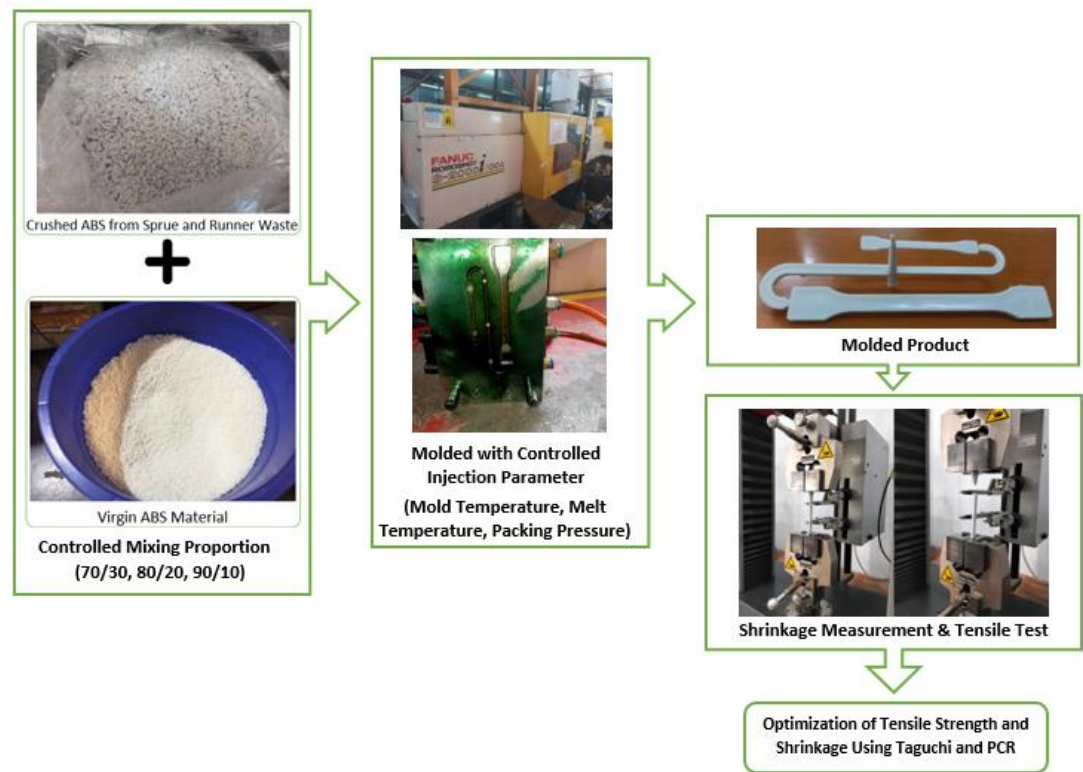 Crushed ABS from Sprue and Runner Waste
Virgin ABS Material
Controlled Mixing Proportion
(70/30, 80/20, 90/10)
FANUC
ROBOSHOT
Molded with Controlled
Injection Parameter
(Mold Temperature, Melt
Temperature, Packing Pressure)
Molded Product
Shrinkage Measurement & Tensile Test
Optimization of Tensile Strength and
Shrinkage Using Taguchi and PCR